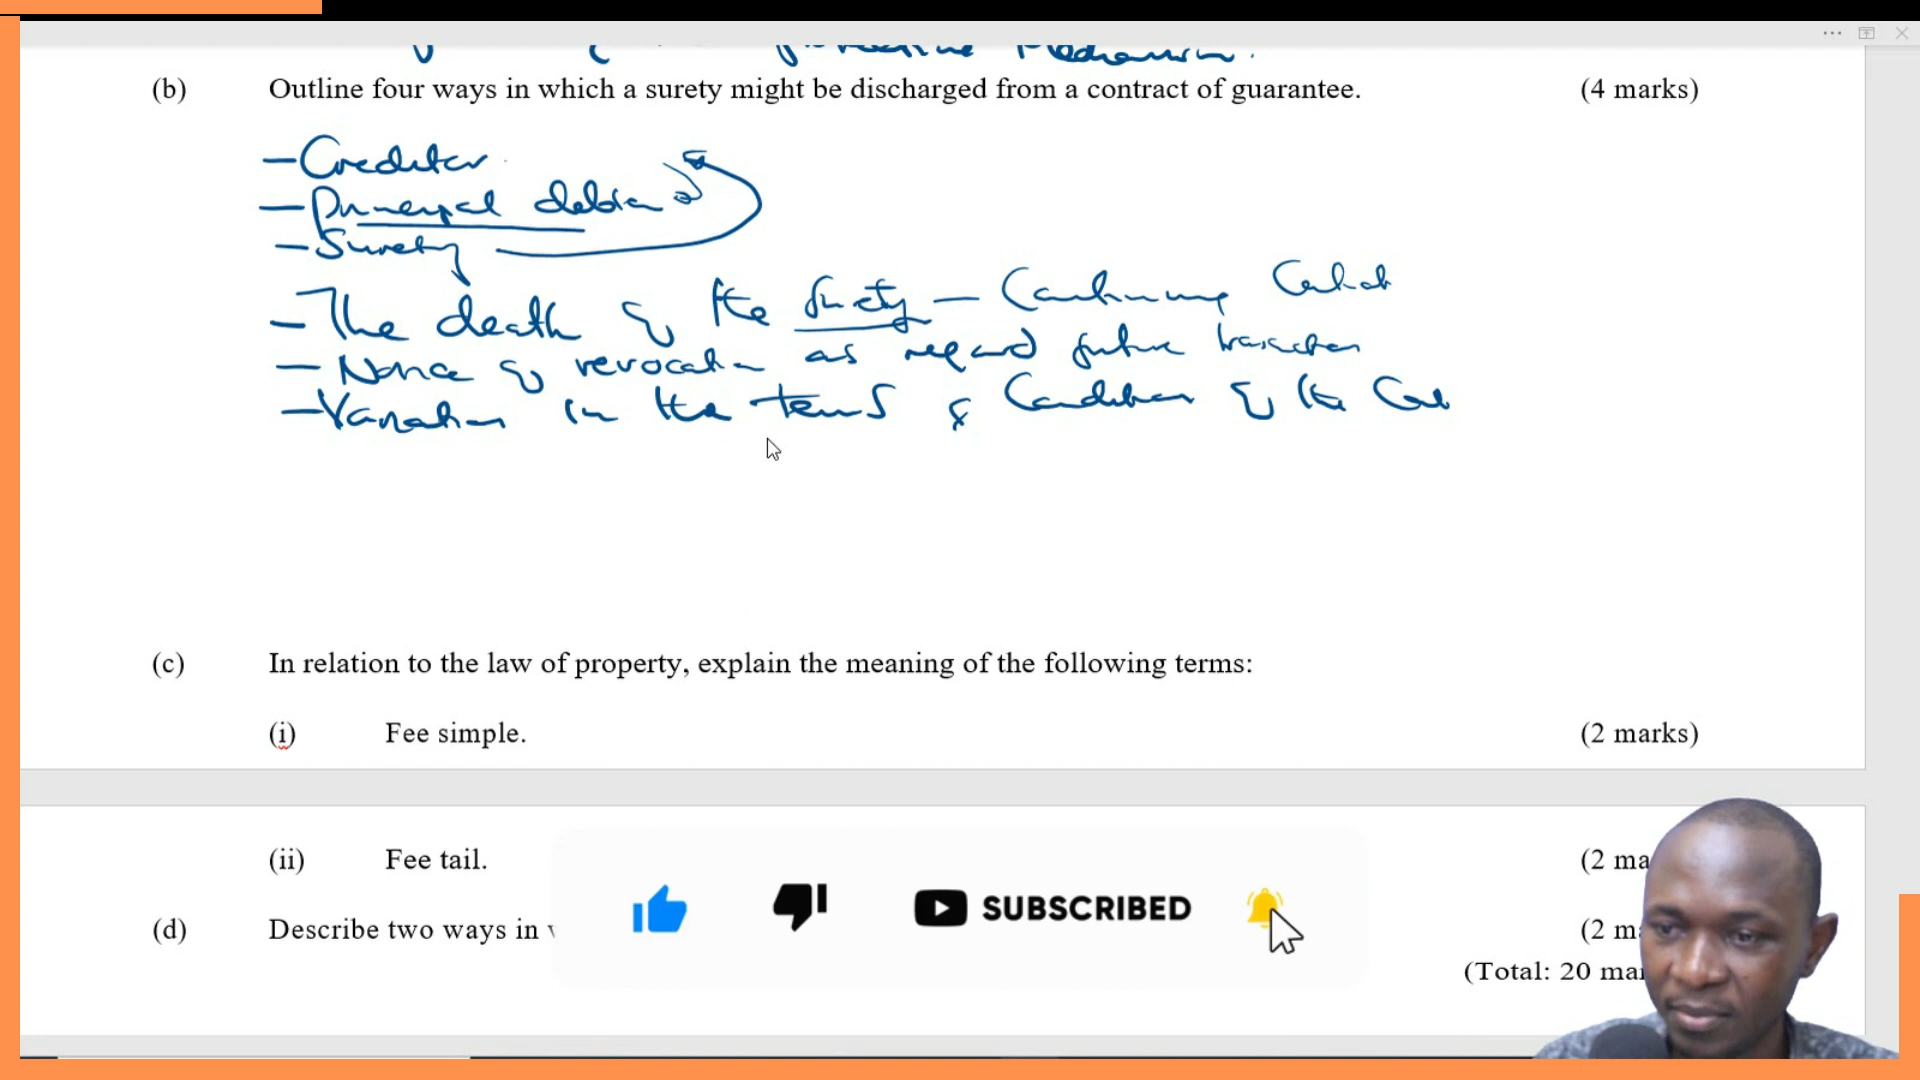 Mechanism.
(b) Outline four ways in which a surety might be discharged from a contract of guarantee. (4 marks)
- Creditor
- Principal debtor
- Surety
- The death of the surety - Continuing
- Notice of revocation as regard future transaction
- Variation in the terms & Condition of the
(c) In relation to the law of property, explain the meaning of the following terms:
(i) Fee simple. (2 marks)
(ii) Fee tail. (2
(d) Describe two ways in (2
(Total: 20
SUBSCRIBED